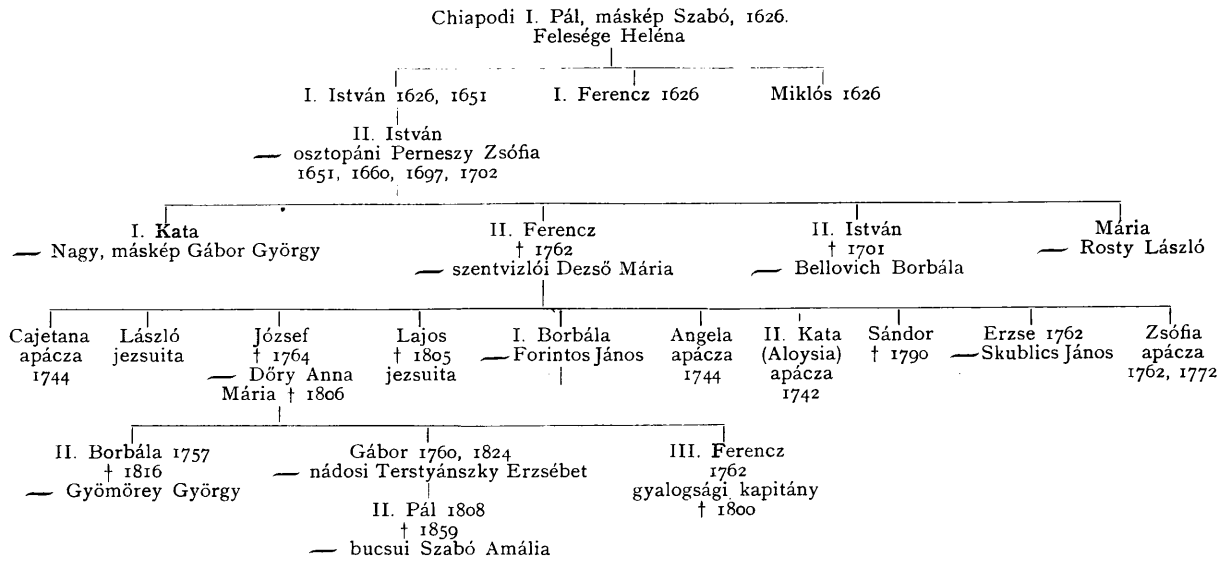 Chiapodi I. Pál, máskép Szabó, 1626.
Felesége Heléna
I. István 1626, 1651
I. Ferencz 1626
Miklós 1626
II. István
— osztopáni Perneszy Zsófia
1651, 1660, 1697, 1702
I. Kata
— Nagy, máskép Gábor György
II. Ferencz
† 1762
— szentvizlói Dezső Mária
II. István
† 1701
— Bellovich Borbála
Mária
— Rosty László
Cajetana
apácza
1744
László
jezsuita
József
† 1764
— Dőry Anna
Mária † 1806
Lajos
† 1805
jezsuita
I. Borbála
— Forintos János
Angela
apácza
1744
II. Kata
(Aloysia)
apácza
1742
Sándor
† 1790
Erzse 1762
— Skublics János
Zsófia
apácza
1762, 1772
II. Borbála 1757
† 1816
— Gyömörey György
Gábor 1760, 1824
— nádosi Terstyánszky Erzsébet
III. Ferencz
1762
gyalogsági kapitány
† 1800
II. Pál 1808
† 1859
— bucsui Szabó Amália